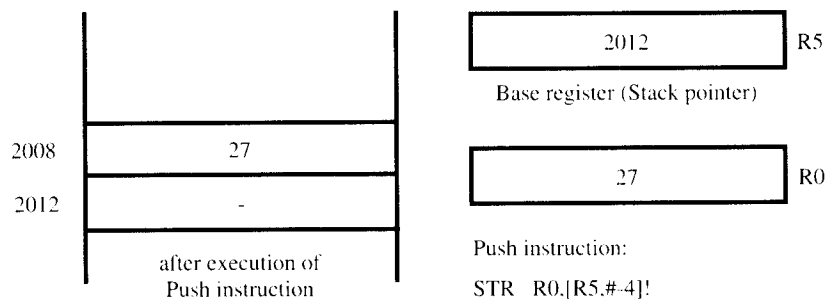 2012 R5
Base register (Stack pointer)
2008 27
27 R0
2012 -
Push instruction:
after execution of
Push instruction
STR R0,[R5,#-4]!